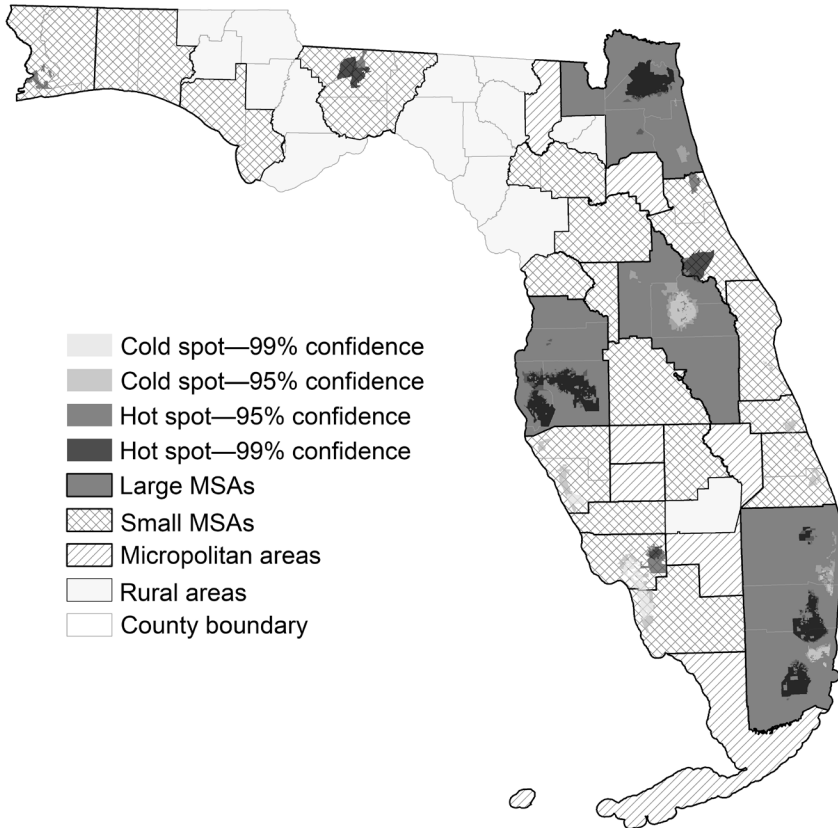 Cold spot—99% confidence
Cold spot—95% confidence
Hot spot—95% confidence
Hot spot—99% confidence
Large MSAs
Small MSAs
Micropolitan areas
Rural areas
County boundary